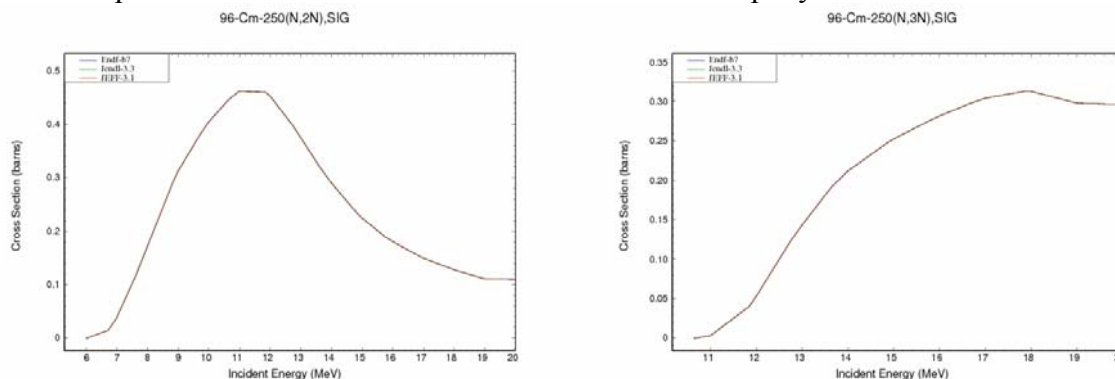 96-Cm-250(N,2N),SIG
Endf-b7
Jendl-3.3
JEFF-3.1
Cross Section (barns)
0.5
0.4
0.3
0.2
0.1
0
6 7 8 9 10 11 12 13 14 15 16 17 18 19 20
Incident Energy (MeV)
96-Cm-250(N,3N),SIG
Endf-b7
Jendl-3.3
JEFF-3.1
Cross Section (barns)
0.35
0.30
0.25
0.20
0.15
0.10
0.05
0
11 12 13 14 15 16 17 18 19
Incident Energy (MeV)